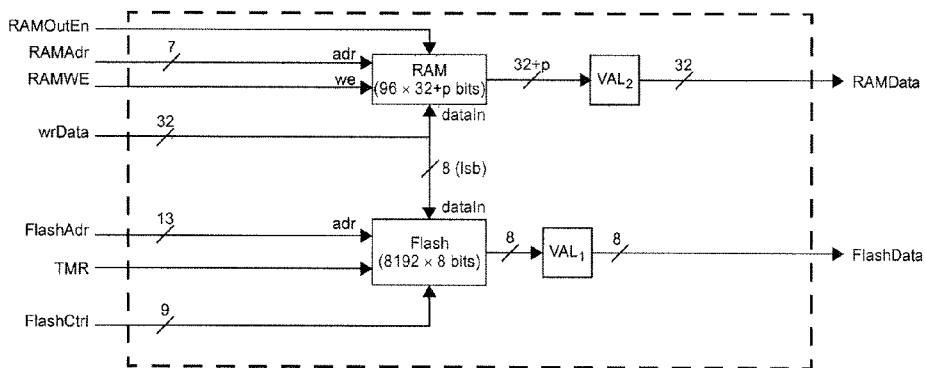 RAMOutEn
RAMAdr
7
adr
RAMWE
we
RAM
(96 × 32+p bits)
32+p
VAL2
32
RAMData
dataIn
wrData
32
8 (lsb)
dataIn
FlashAdr
13
adr
Flash
(8192 × 8 bits)
8
VAL1
8
FlashData
TMR
FlashCtrl
9